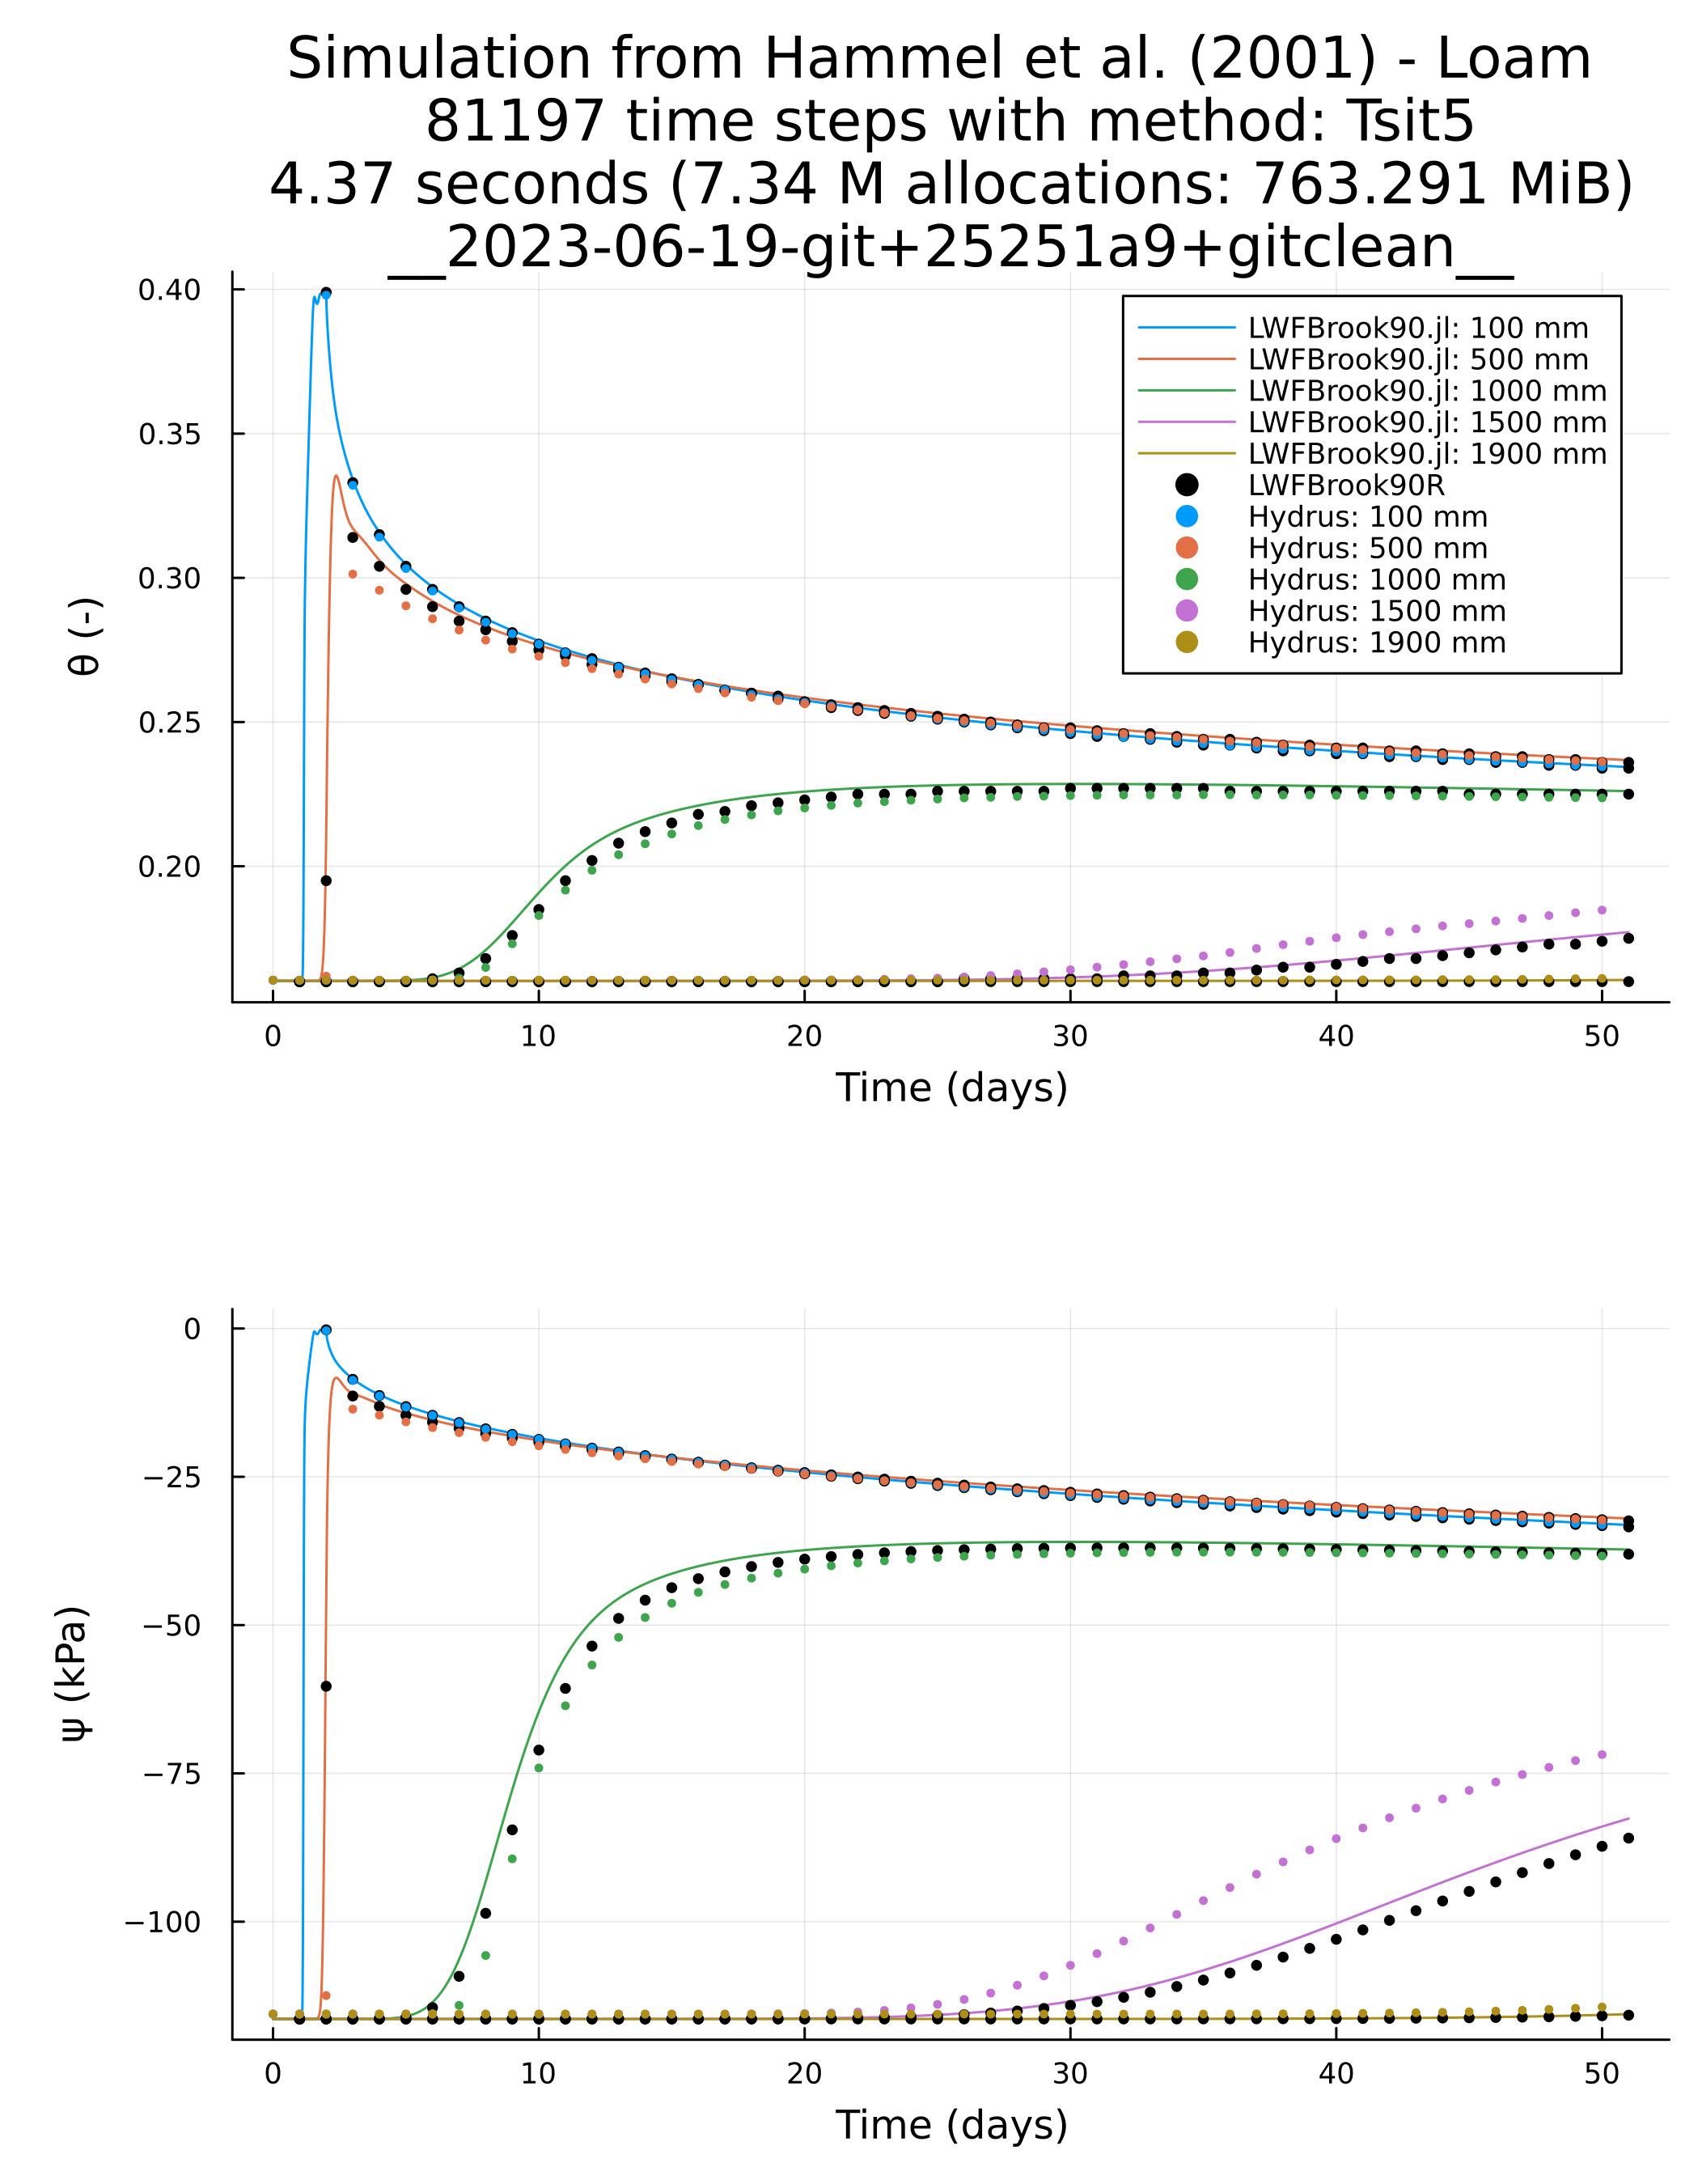 Simulation from Hammel et al. (2001) - Loam
81197 time steps with method: Tsit5
4.37 seconds (7.34 M allocations: 763.291 MiB)
__2023-06-19-git+25251a9+gitclean__
0.40
0.35
0.30
0.25
0.20
θ (-)
LWFBrook90.jl: 100 mm
LWFBrook90.jl: 500 mm
LWFBrook90.jl: 1000 mm
LWFBrook90.jl: 1500 mm
LWFBrook90.jl: 1900 mm
LWFBrook90R
Hydrus: 100 mm
Hydrus: 500 mm
Hydrus: 1000 mm
Hydrus: 1500 mm
Hydrus: 1900 mm
0 10 20 30 40 50
Time (days)
0
−25
−50
−75
−100
ψ (kPa)
0 10 20 30 40 50
Time (days)